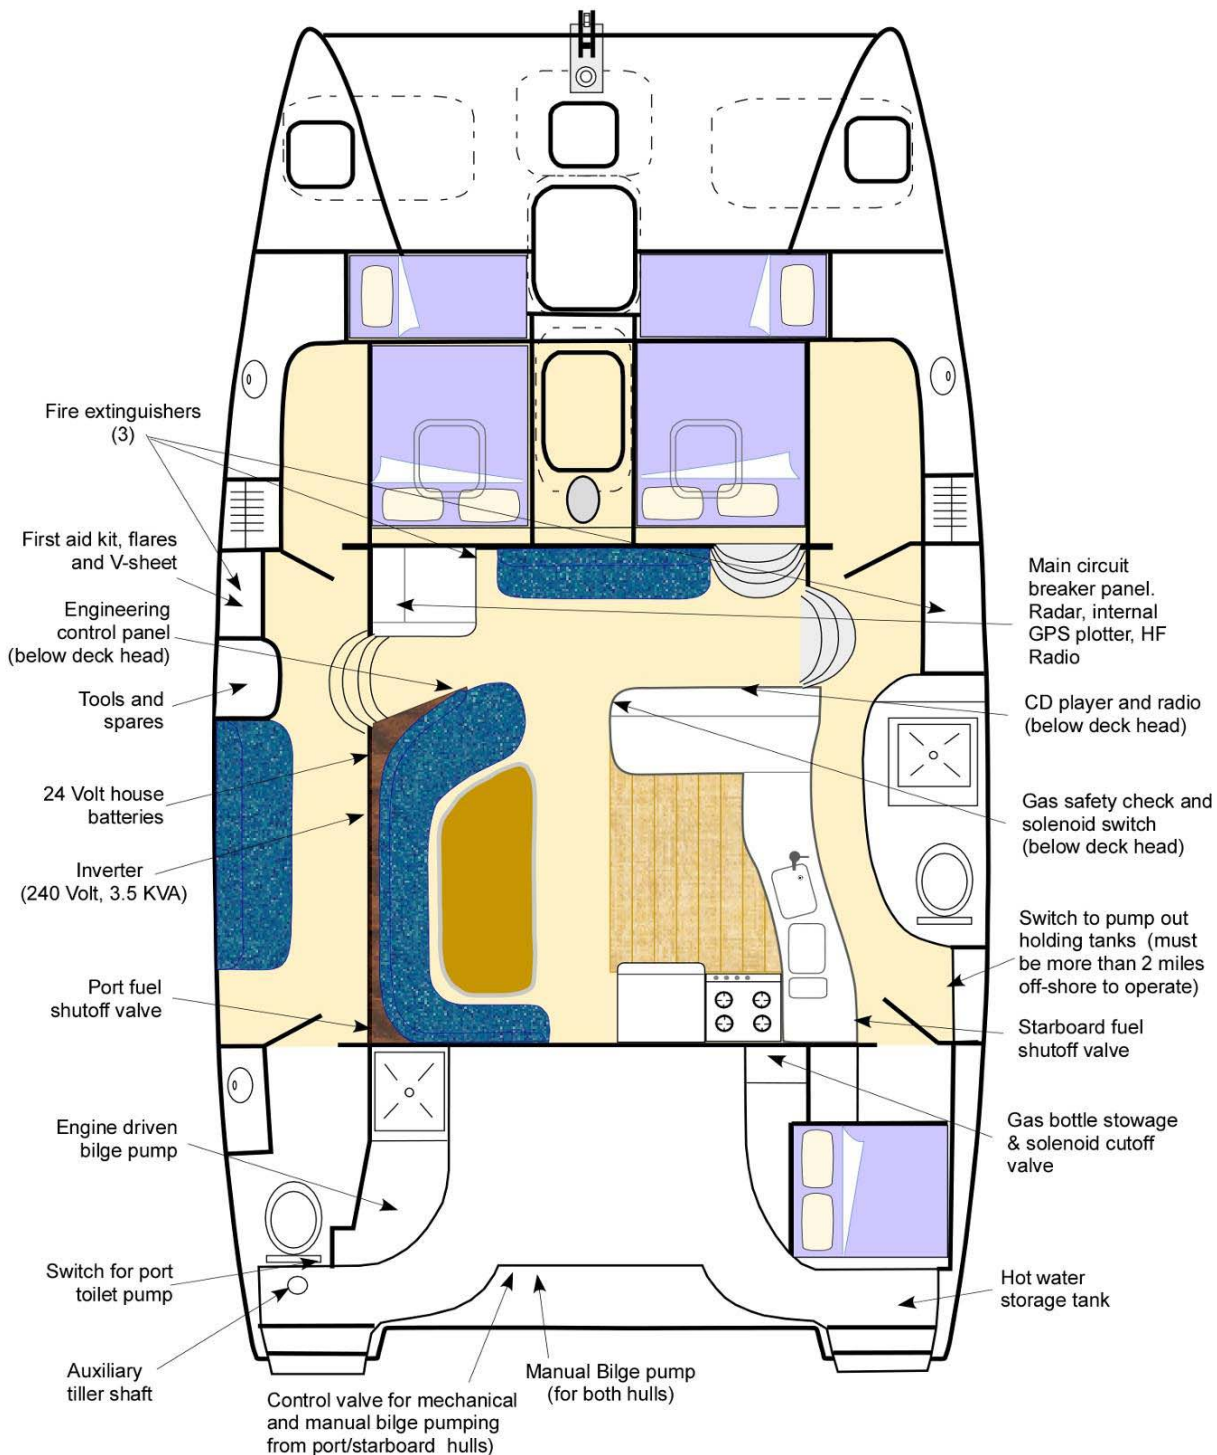 Fire extinguishers
(3)
First aid kit, flares
and V-sheet
Engineering
control panel
(below deck head)
Tools and
spares
24 Volt house
batteries
Inverter
(240 Volt, 3.5 KVA)
Port fuel
shutoff valve
Engine driven
bilge pump
Switch for port
toilet pump
Auxiliary
tiller shaft
Control valve for mechanical
and manual bilge pumping
from port/starboard  hulls)
Manual Bilge pump
(for both hulls)
Main circuit
breaker panel.
Radar, internal
GPS plotter, HF
Radio
CD player and radio
(below deck head)
Gas safety check and
solenoid switch
(below deck head)
Switch to pump out
holding tanks  (must
be more than 2 miles
off-shore to operate)
Starboard fuel
shutoff valve
Gas bottle stowage
& solenoid cutoff
valve
Hot water
storage tank